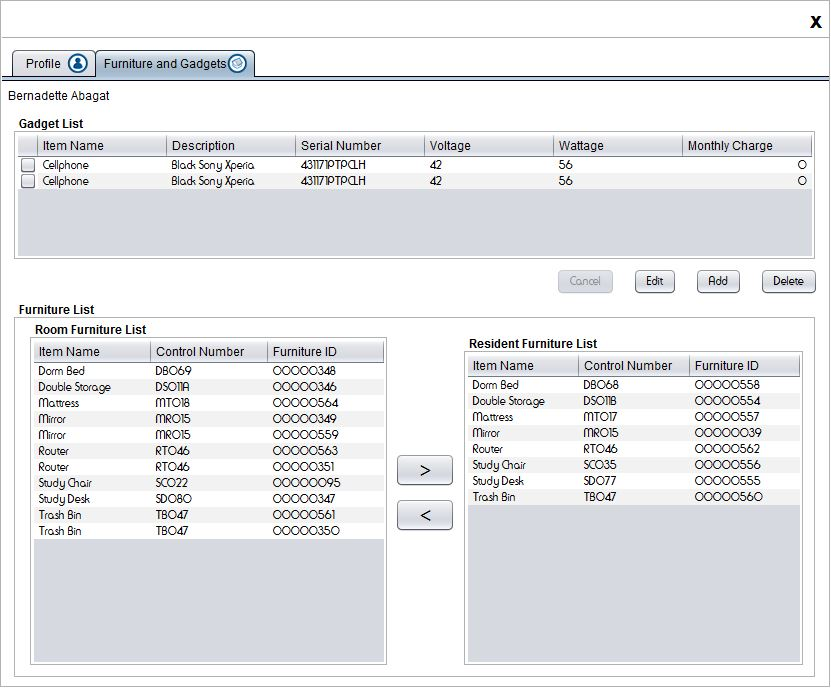 X
Profile Furniture and Gadgets
Bernadette Abagat
Gadget List
Item Name Description Serial Number Voltage Wattage Monthly Charge
Cellphone Black Sony Xperia 431171PTPCLH 42 56 0
Cellphone Black Sony Xperia 431171PTPCLH 42 56 0
Cancel Edit Add Delete
Furniture List
Room Furniture List
Item Name Control Number Furniture ID
Dorm Bed DB069 00000348
Double Storage DS011A 00000346
Mattress MT018 00000564
Mirror MR015 00000349
Mirror MR015 00000559
Router RT046 00000563
Router RT046 00000351
Study Chair SC022 00000095
Study Desk SD080 00000347
Trash Bin TB047 00000561
Trash Bin TB047 00000350
>
<
Resident Furniture List
Item Name Control Number Furniture ID
Dorm Bed DB068 00000558
Double Storage DS011B 00000554
Mattress MT017 00000557
Mirror MR015 00000039
Router RT046 00000562
Study Chair SC035 00000556
Study Desk SD077 00000555
Trash Bin TB047 00000560